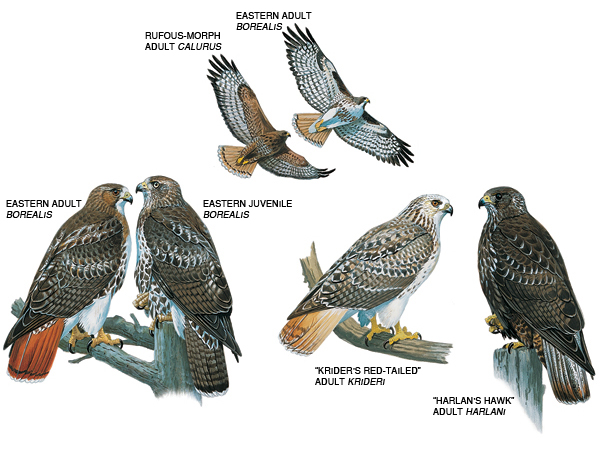 EASTERN ADULT
BOREALIS
RUFOUS-MORPH
ADULT CALURUS
EASTERN ADULT
BOREALIS
EASTERN JUVENILE
BOREALIS
"KRIDER'S RED-TAILED"
ADULT KRIDERI
"HARLAN'S HAWK"
ADULT HARLANI